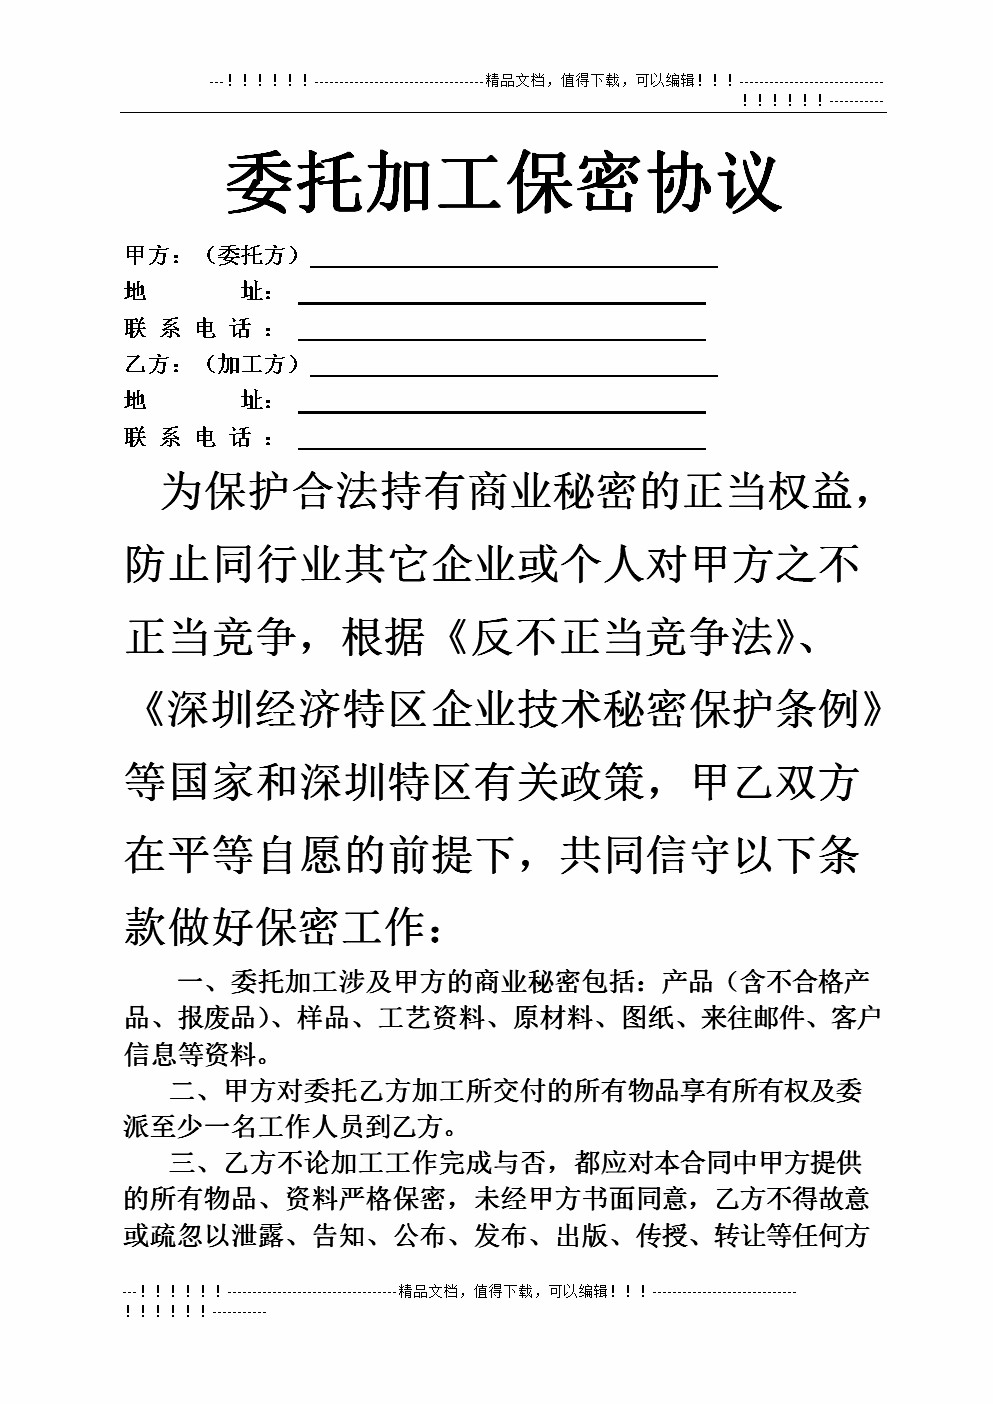 ---！！！！！！----------------------------------精品文档，值得下载，可以编辑！！！-----------------------------
！！！！！！-----------
委托加工保密协议
甲方：（委托方）
地 址：
联 系 电 话 ：
乙方：（加工方）
地 址：
联 系 电 话 ：
为保护合法持有商业秘密的正当权益，
防止同行业其它企业或个人对甲方之不
正当竞争，根据《反不正当竞争法》、
《深圳经济特区企业技术秘密保护条例》
等国家和深圳特区有关政策，甲乙双方
在平等自愿的前提下，共同信守以下条
款做好保密工作：
一、委托加工涉及甲方的商业秘密包括：产品（含不合格产
品、报废品）、样品、工艺资料、原材料、图纸、来往邮件、客户
信息等资料。
二、甲方对委托乙方加工所交付的所有物品享有所有权及委
派至少一名工作人员到乙方。
三、乙方不论加工工作完成与否，都应对本合同中甲方提供
的所有物品、资料严格保密，未经甲方书面同意，乙方不得故意
或疏忽以泄露、告知、公布、发布、出版、传授、转让等任何方
---！！！！！！----------------------------------精品文档，值得下载，可以编辑！！！-----------------------------
！！！！！！-----------